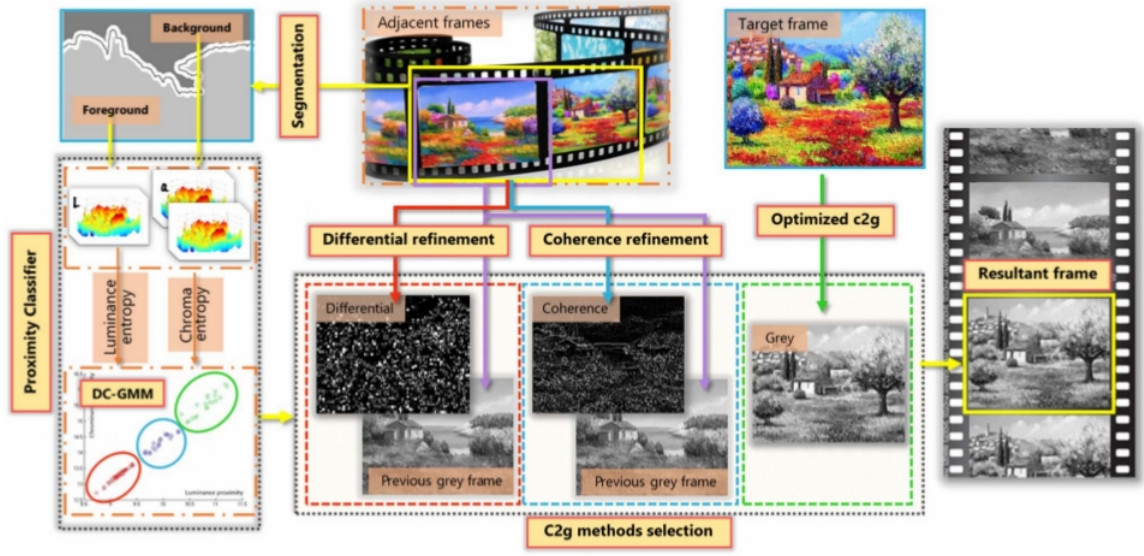 Background
Foreground
Segmentation
Adjacent frames
Target frame
Differential refinement
Coherence refinement
Optimized c2g
Proximity Classifier
L
Luminance
entropy
Chroma
entropy
DC-GMM
Luminance proximity
Differential
Previous grey frame
Coherence
Previous grey frame
Grey
Resultant frame
C2g methods selection